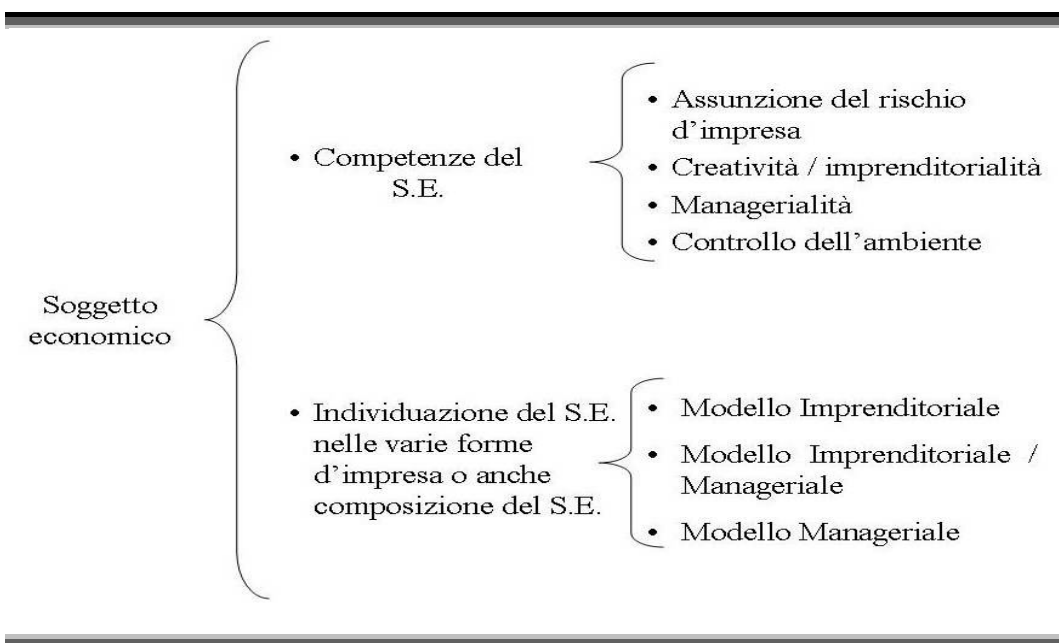 Soggetto
economico
• Competenze del
S.E.
• Assunzione del rischio
d’impresa
• Creatività / imprenditorialità
• Managerialità
• Controllo dell’ambiente
• Individuazione del S.E.
nelle varie forme
d’impresa o anche
composizione del S.E.
• Modello Imprenditoriale
• Modello Imprenditoriale /
Manageriale
• Modello Manageriale